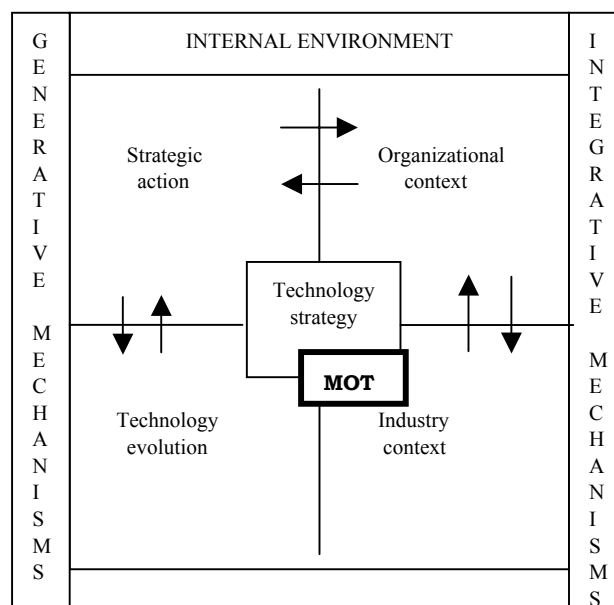 INTERNAL ENVIRONMENT
GENERATIVE MECHANISMS
INTEGRATIVE MECHANISMS
Strategic
action
Organizational
context
Technology
strategy
MOT
Technology
evolution
Industry
context